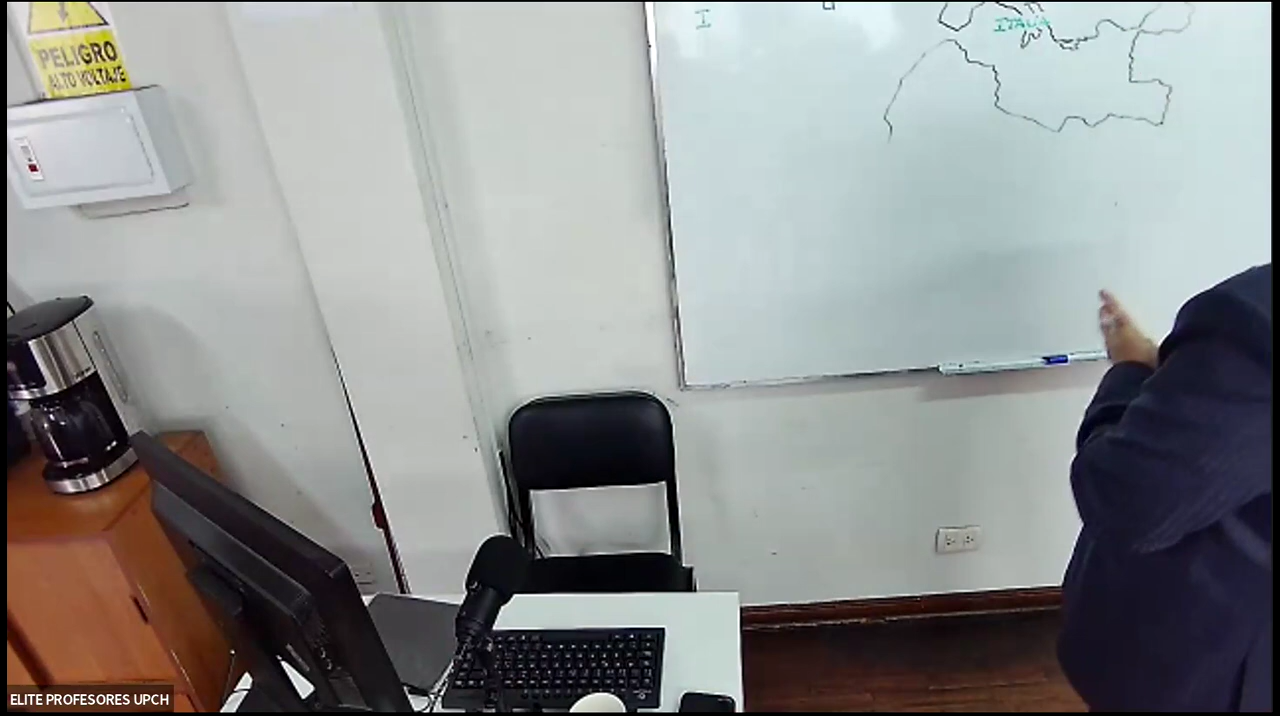 PELIGRO
ALTO VOLTAJE
I
ITALIA
ELITE PROFESORES UPCH